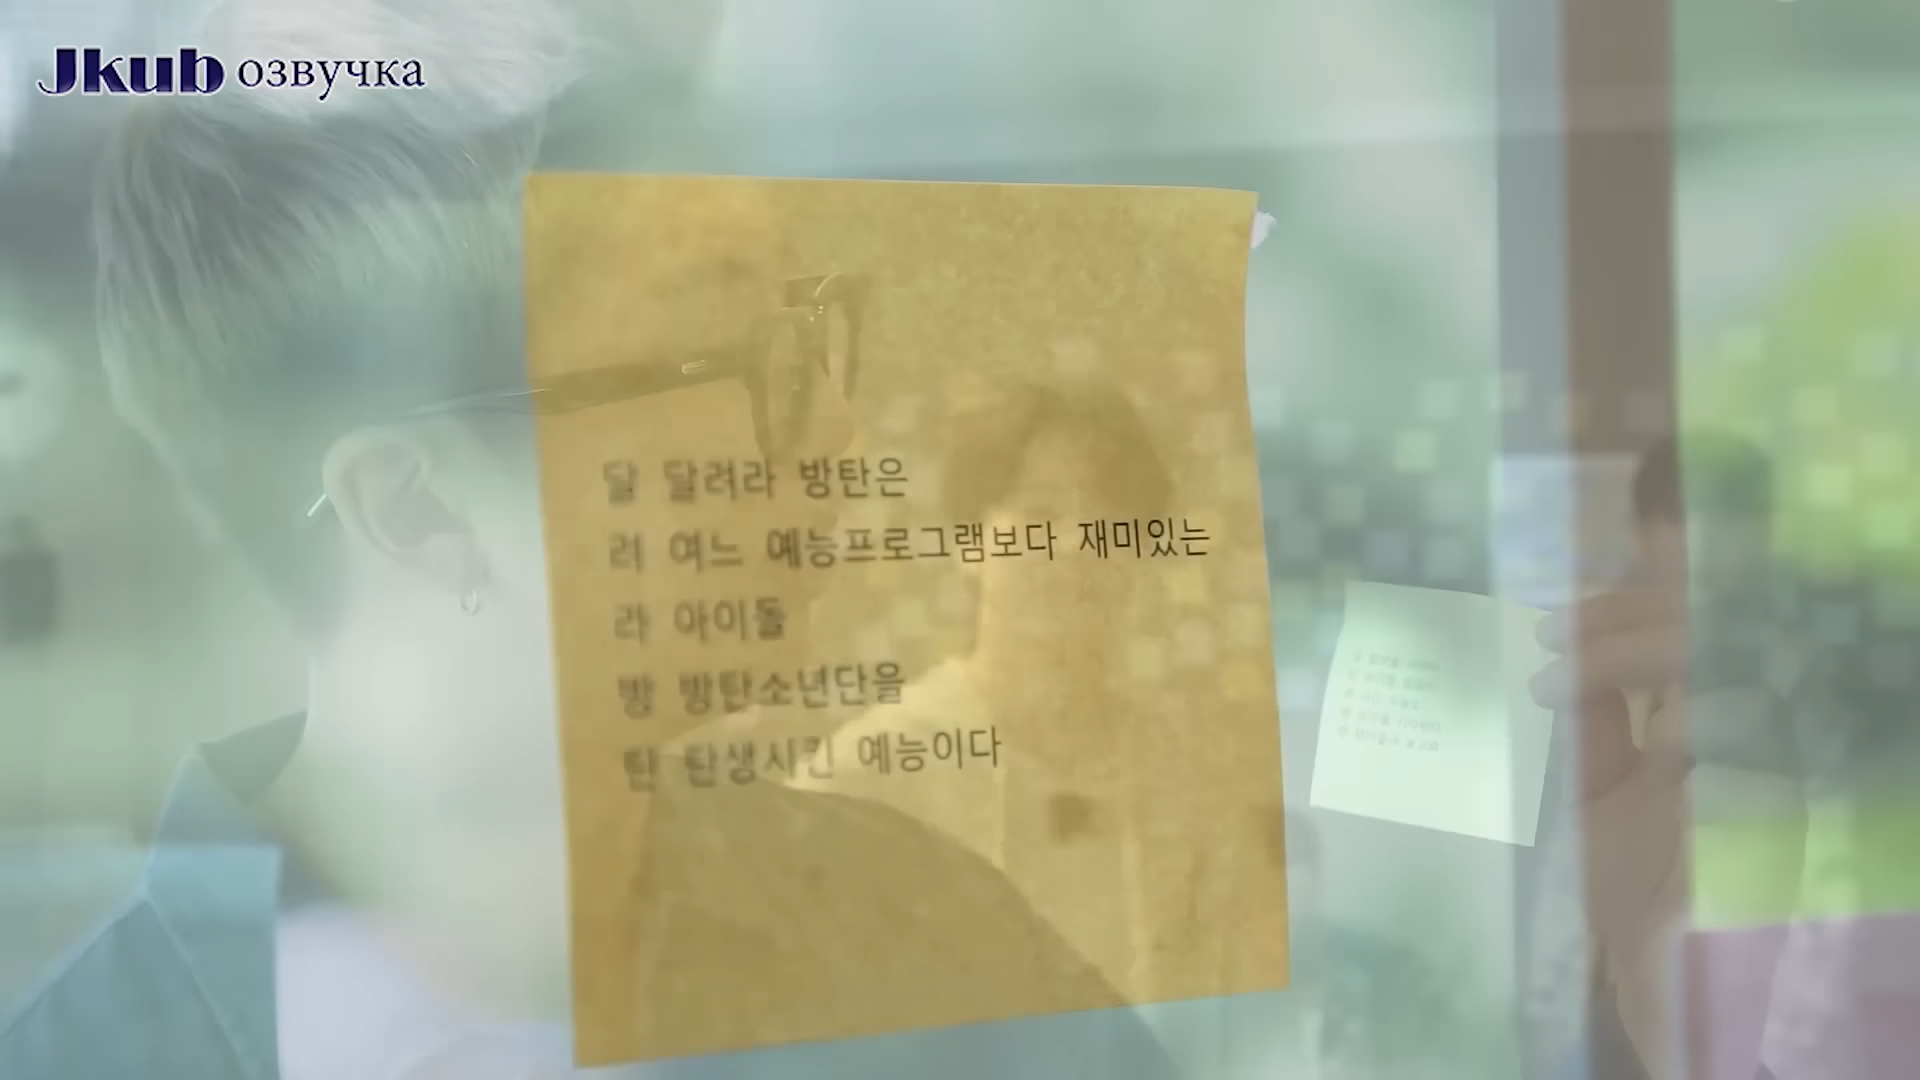 Jkub озвучка
달 달려라 방탄은
려 여느 예능프로그램보다 재미있는
라 아이돌
방 방탄소년단을
탄 탄생시킨 예능이다